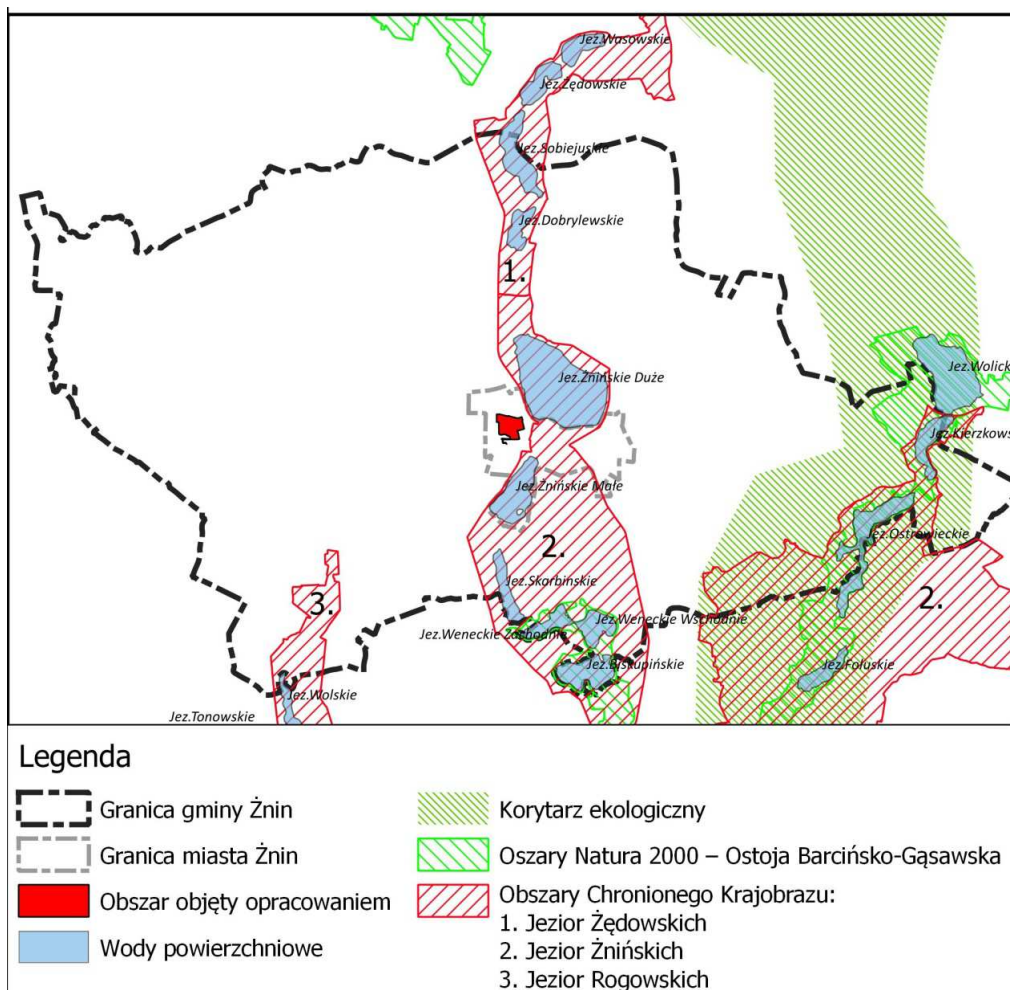 Jez.Wąsowskie
Jez.Żędowskie
Jez.Sobiejuskie
Jez.Dobrylewskie
1.
Jez.Żnińskie Duże
Jez.Wolick
Jez.Kierzkows
Jez.Żnińskie Małe
Jez.Ostrowieckie
2.
Jez.Skarbińskie
3.
2.
Jez.Weneckie Zachodnie
Jez.Weneckie Wschodnie
Jez.Biskupińskie
Jez.Foluskie
Jez.Wolskie
Jez.Tonowskie
Legenda
Granica gminy Żnin
Granica miasta Żnin
Obszar objęty opracowaniem
Wody powierzchniowe
Korytarz ekologiczny
Oszary Natura 2000 – Ostoja Barcińsko-Gąsawska
Obszary Chronionego Krajobrazu:
1. Jezior Żędowskich
2. Jezior Żnińskich
3. Jezior Rogowskich